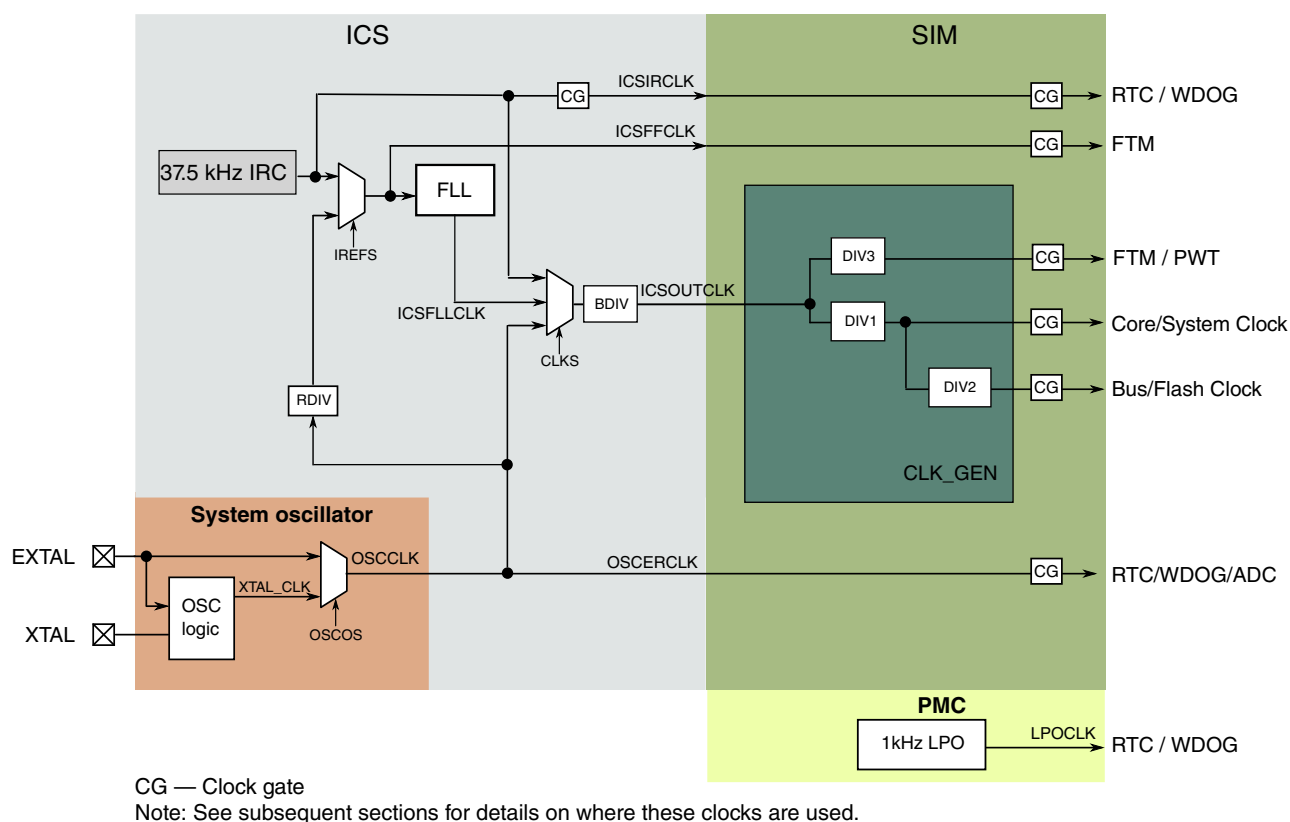 ICS
SIM
ICSIRCLK
CG
CG
RTC / WDOG
ICSFFCLK
CG
FTM
37.5 kHz IRC
FLL
IREFS
DIV3
CG
FTM / PWT
ICSFLLCLK
BDIV
ICSOUTCLK
DIV1
CG
Core/System Clock
CLKS
RDIV
DIV2
CG
Bus/Flash Clock
CLK_GEN
System oscillator
EXTAL
OSCCLK
OSCERCLK
CG
RTC/WDOG/ADC
XTAL_CLK
OSC
logic
XTAL
OSCOS
PMC
1kHz LPO
LPOCLK
RTC / WDOG
CG — Clock gate
Note: See subsequent sections for details on where these clocks are used.